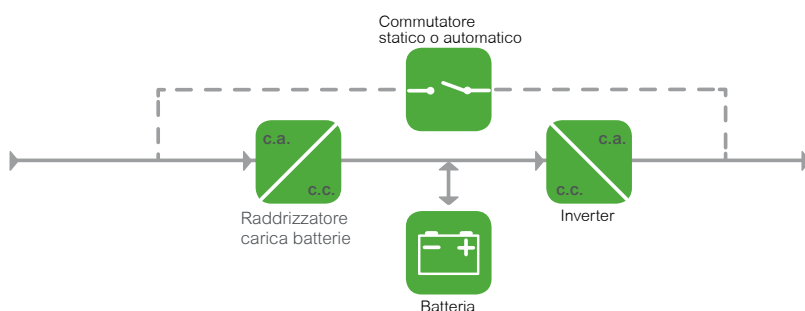 Commutatore
statico o automatico
c.a.
c.c.
Raddrizzatore
carica batterie
c.a.
c.c.
Inverter
Batteria